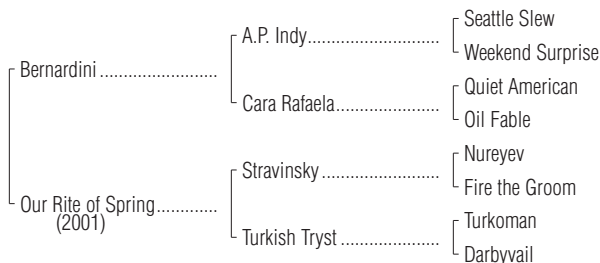 Seattle Slew
A.P. Indy
Weekend Surprise
Bernardini
Quiet American
Cara Rafaela
Oil Fable
Nureyev
Stravinsky
Fire the Groom
Our Rite of Spring
(2001)
Turkoman
Turkish Tryst
Darbyvail